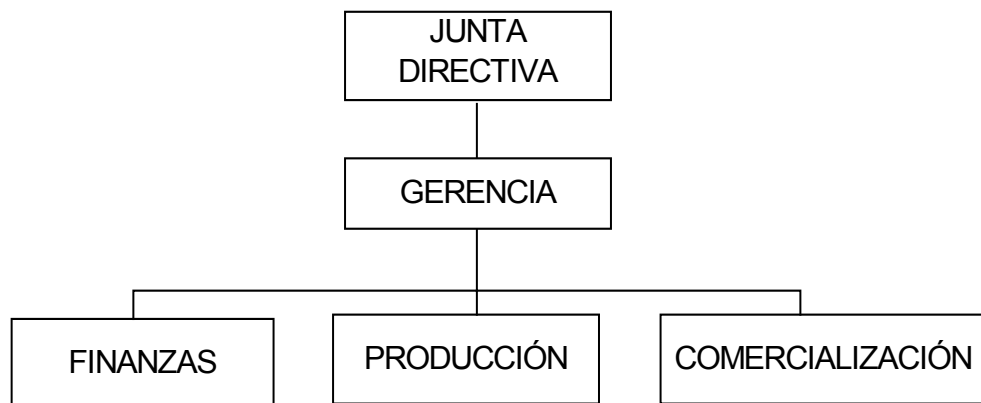 JUNTA
DIRECTIVA
GERENCIA
FINANZAS
PRODUCCIÓN
COMERCIALIZACIÓN